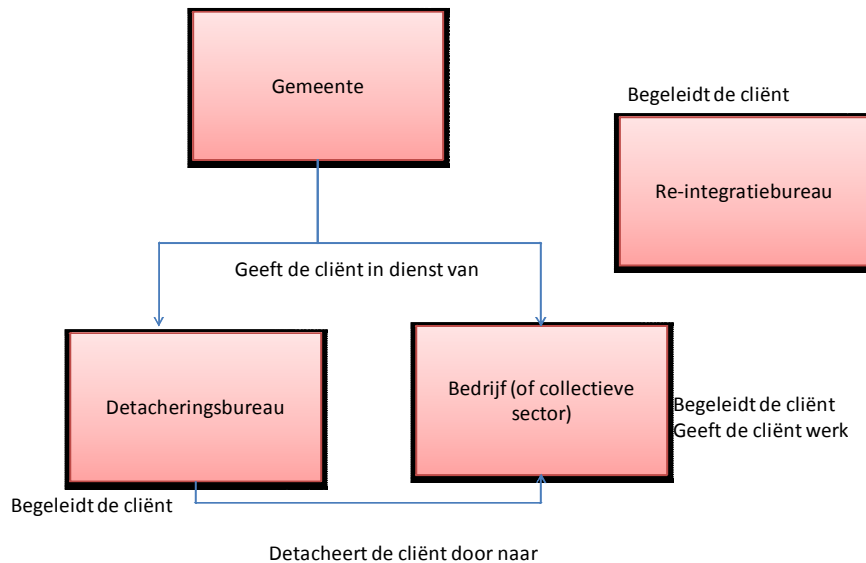 Gemeente
Begeleidt de cliënt
Re-integratiebureau
Geeft de cliënt in dienst van
Detacheringsbureau
Bedrijf (of collectieve
sector)
Begeleidt de cliënt
Geeft de cliënt werk
Begeleidt de cliënt
Detacheert de cliënt door naar